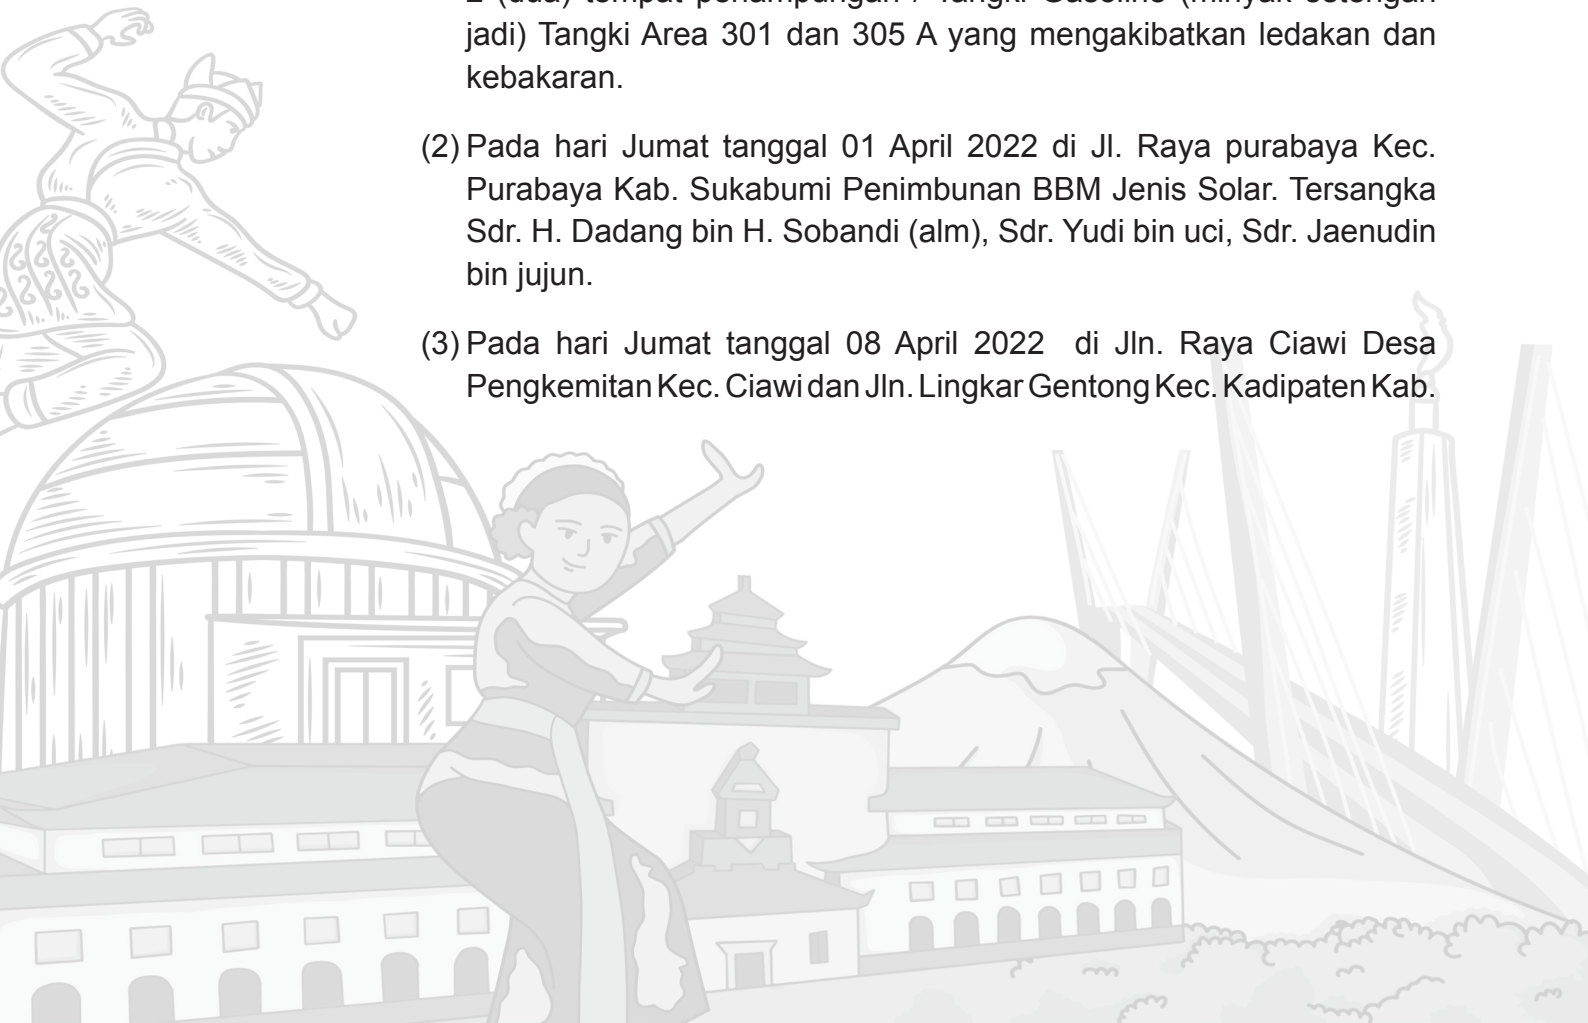 jadi) Tangki Area 301 dan 305 A yang mengakibatkan ledakan dan
kebakaran.
(2) Pada hari Jumat tanggal 01 April 2022 di Jl. Raya purabaya Kec.
Purabaya Kab. Sukabumi Penimbunan BBM Jenis Solar. Tersangka
Sdr. H. Dadang bin H. Sobandi (alm), Sdr. Yudi bin uci, Sdr. Jaenudin
bin jujun.
(3) Pada hari Jumat tanggal 08 April 2022 di Jln. Raya Ciawi Desa
Pengkemitan Kec. Ciawi dan Jln. Lingkar Gentong Kec. Kadipaten Kab.